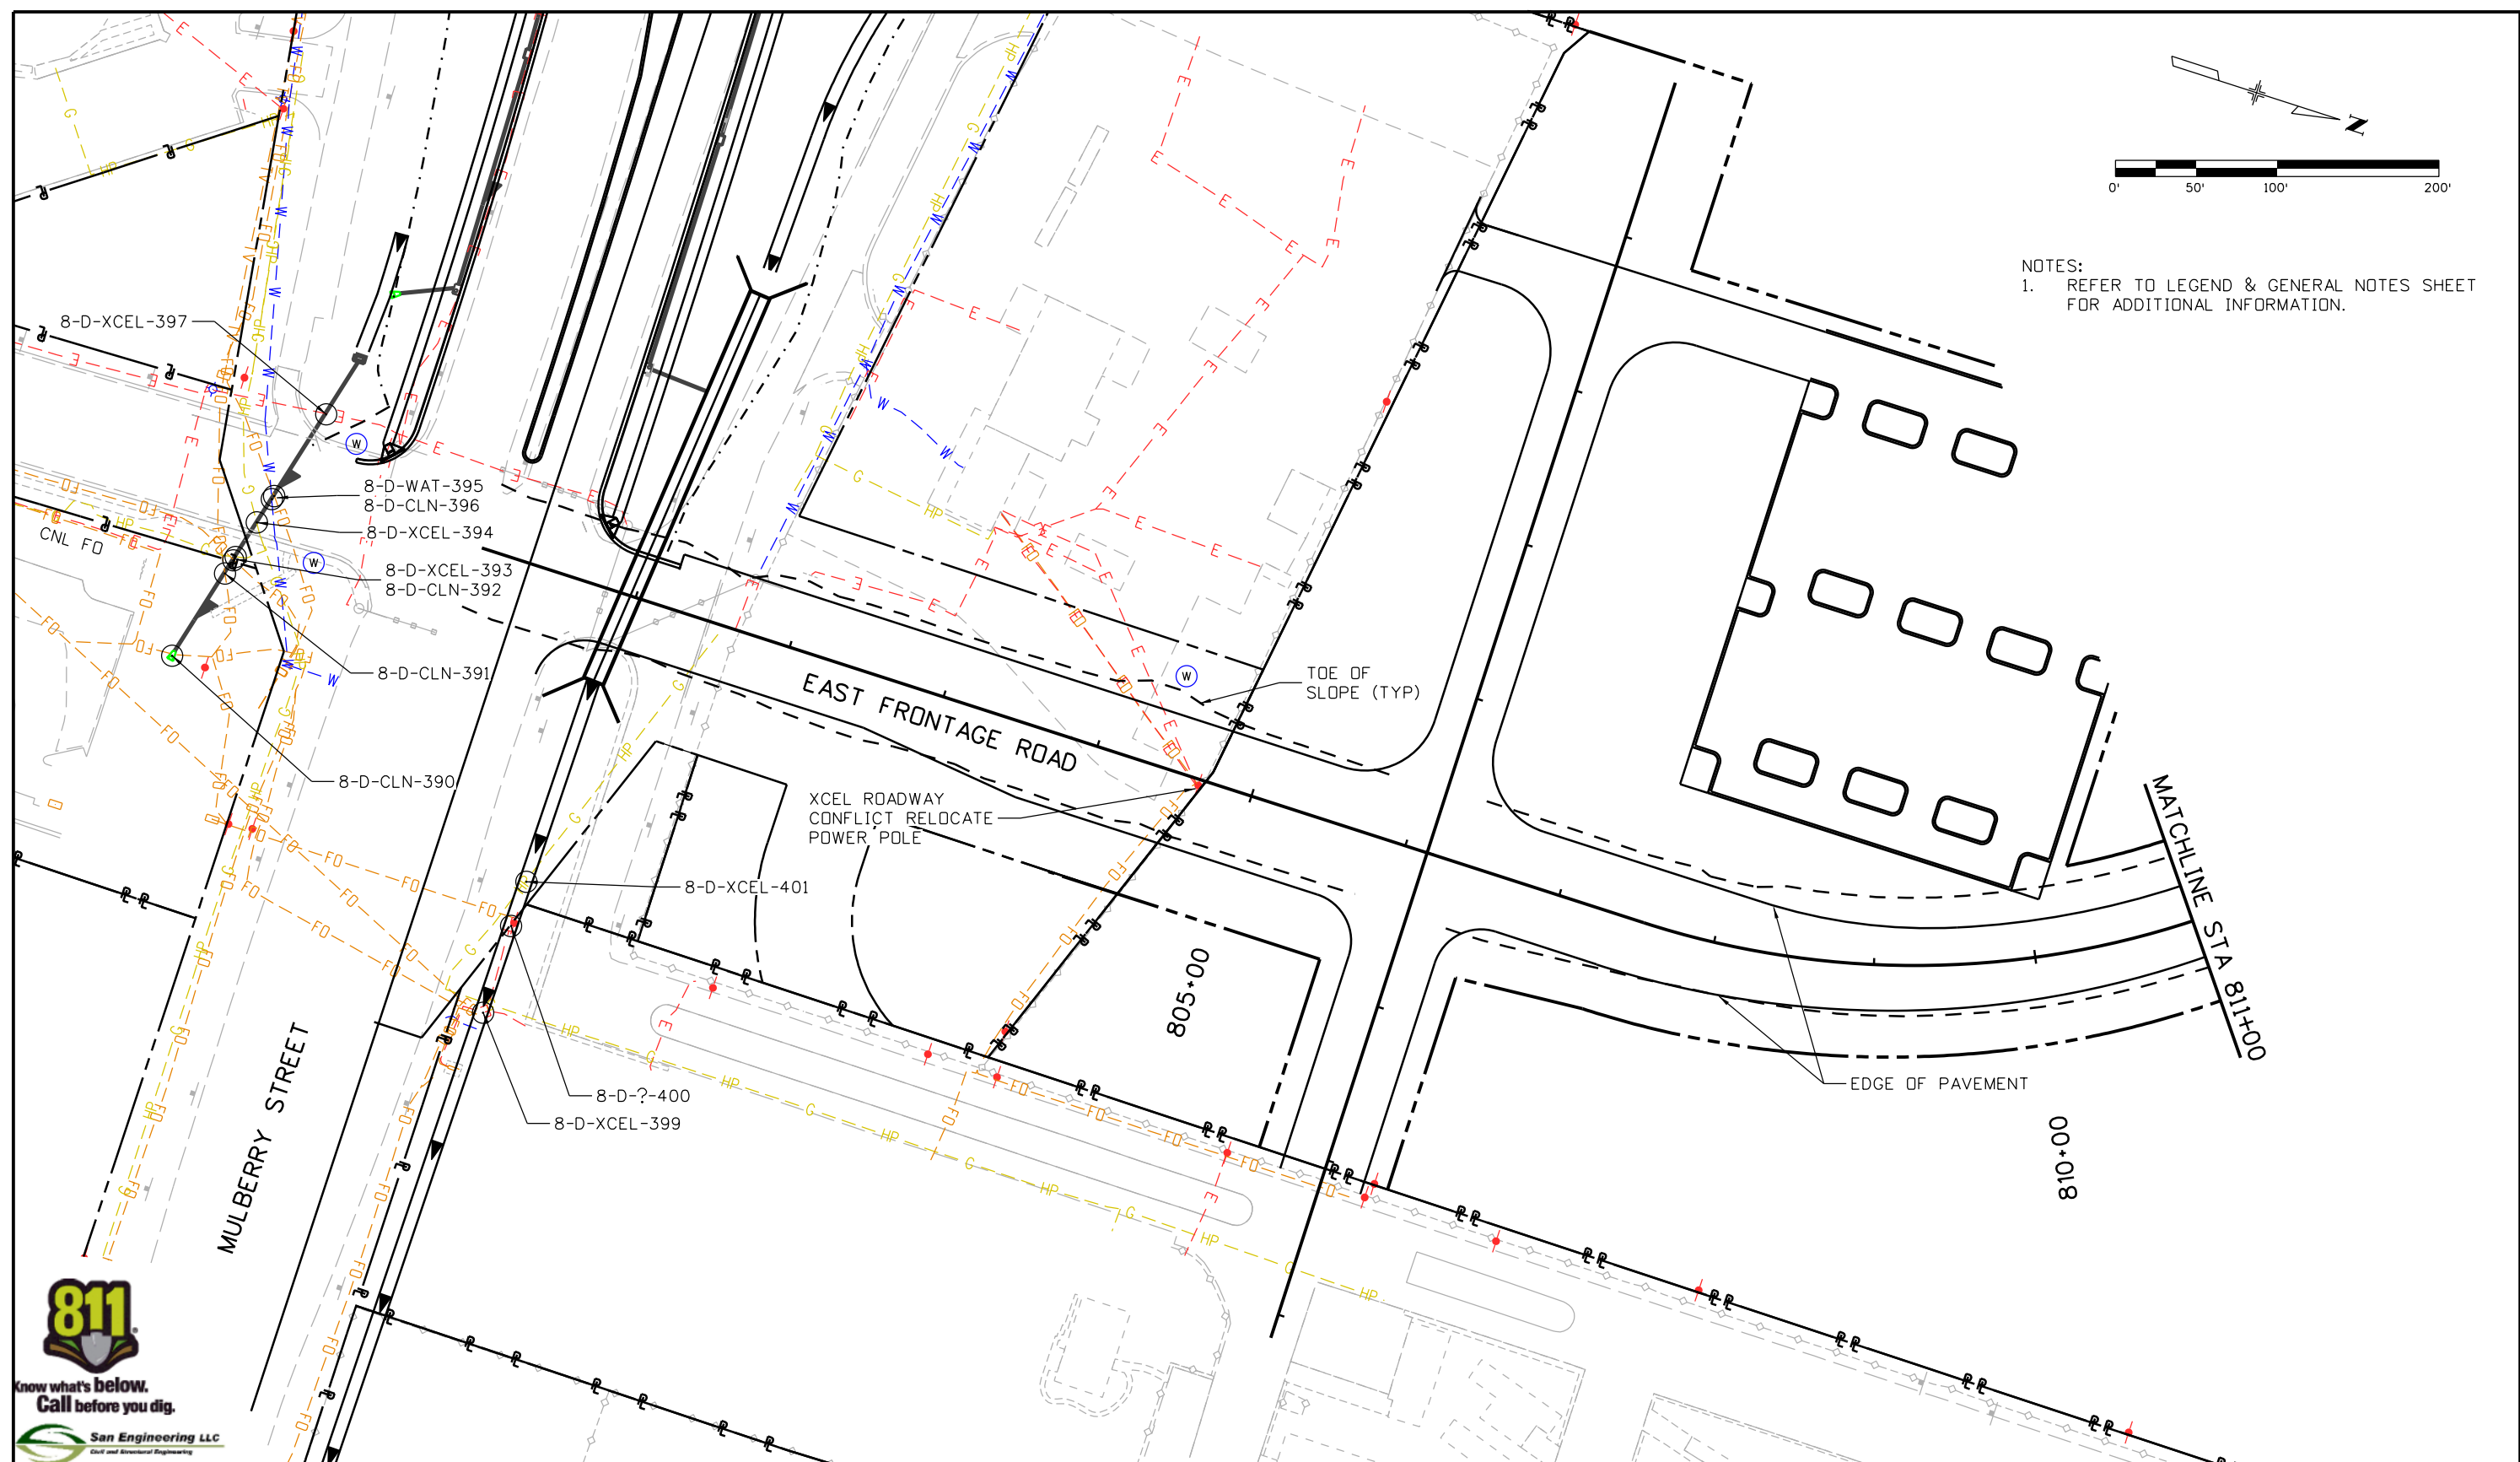 N
0' 50' 100' 200'
NOTES:
1. REFER TO LEGEND & GENERAL NOTES SHEET
FOR ADDITIONAL INFORMATION.
8-D-XCEL-397
8-D-WAT-395
8-D-CLN-396
8-D-XCEL-394
CNL FO
8-D-XCEL-393
8-D-CLN-392
8-D-CLN-391
8-D-CLN-390
TOE OF
SLOPE (TYP)
EAST FRONTAGE ROAD
XCEL ROADWAY
CONFLICT RELOCATE
POWER POLE
8-D-XCEL-401
805+00
MATCHLINE STA 811+00
EDGE OF PAVEMENT
8-D-?-400
8-D-XCEL-399
810+00
MULBERRY STREET
811
Know what's below.
Call before you dig.
San Engineering LLC
Civil and Structural Engineering